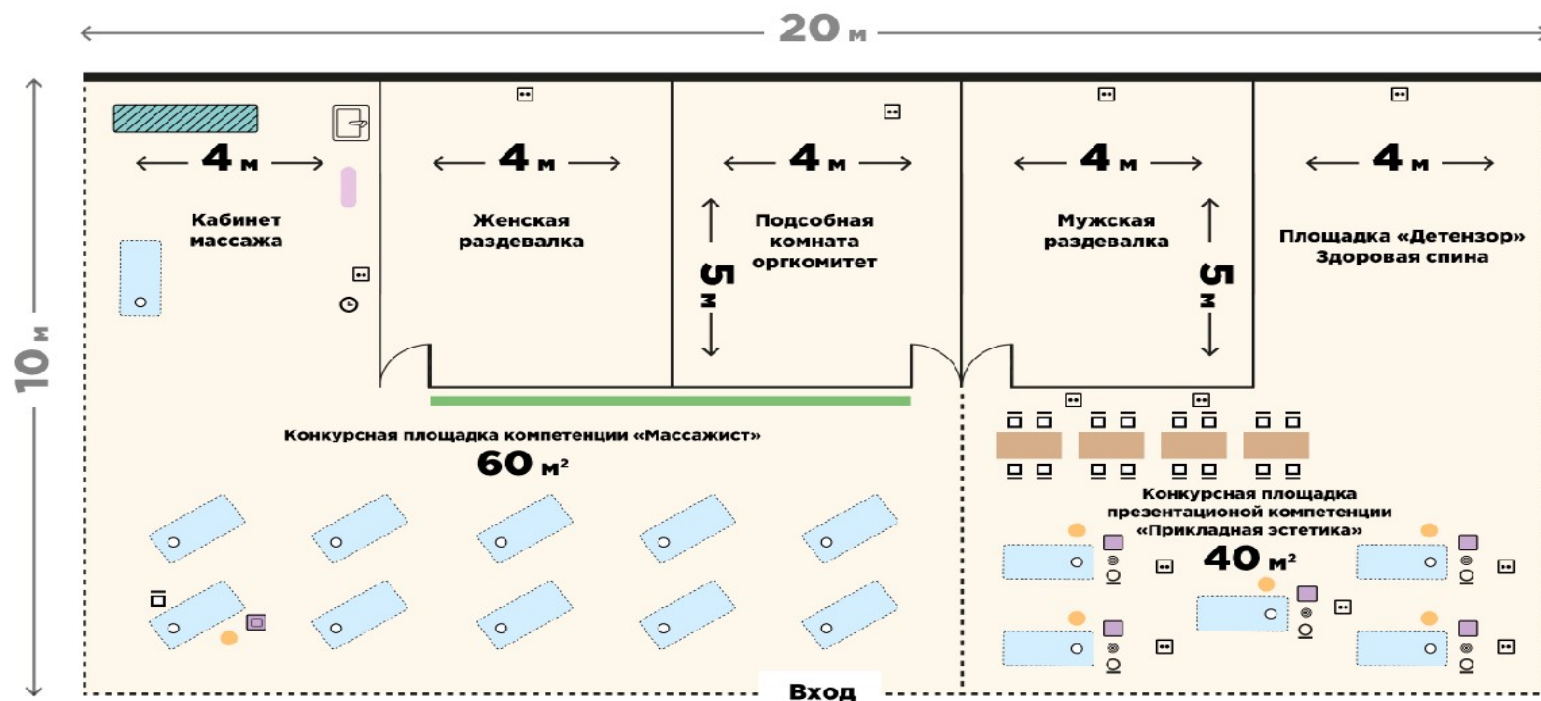 20 м
10 м
4 м
4 м
4 м
4 м
4 м
Кабинет
массажа
Женская
раздевалка
Подсобная
комната
оргкомитет
5 м
Мужская
раздевалка
5 м
Площадка «Детензор»
Здоровая спина
Конкурсная площадка компетенции «Массажист»
60 м²
Конкурсная площадка
презентационой компетенции
«Прикладная эстетика»
40 м²
Вход